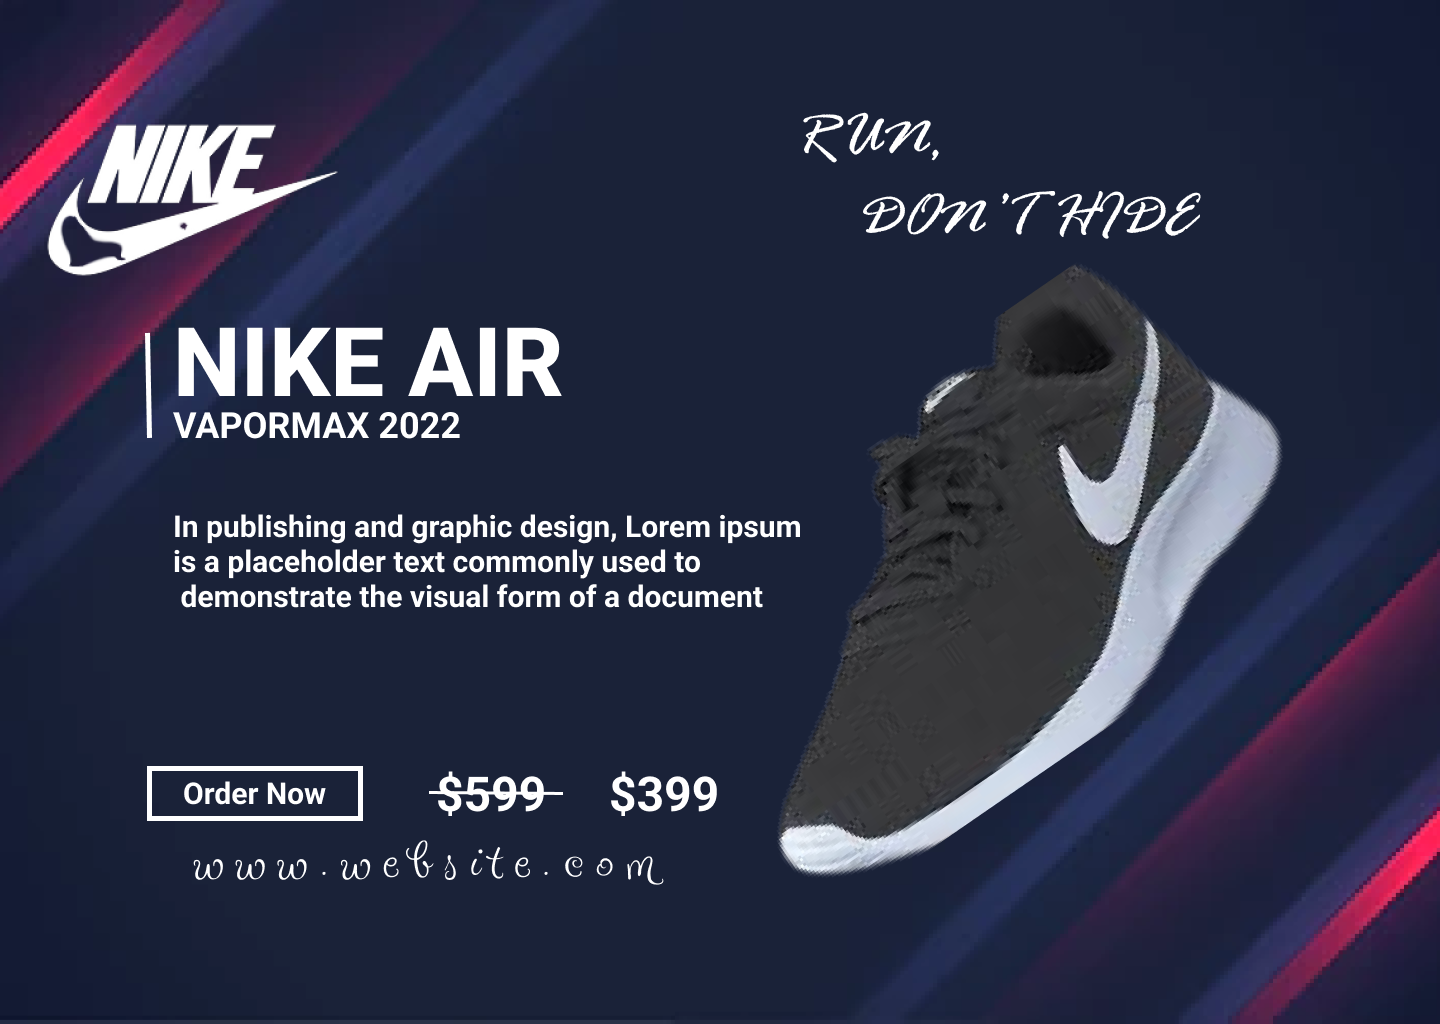 NIKE
RUN,
DON'T HIDE
NIKE AIR
VAPORMAX 2022
In publishing and graphic design, Lorem ipsum
is a placeholder text commonly used to
demonstrate the visual form of a document
Order Now $599 $399
www.website.com